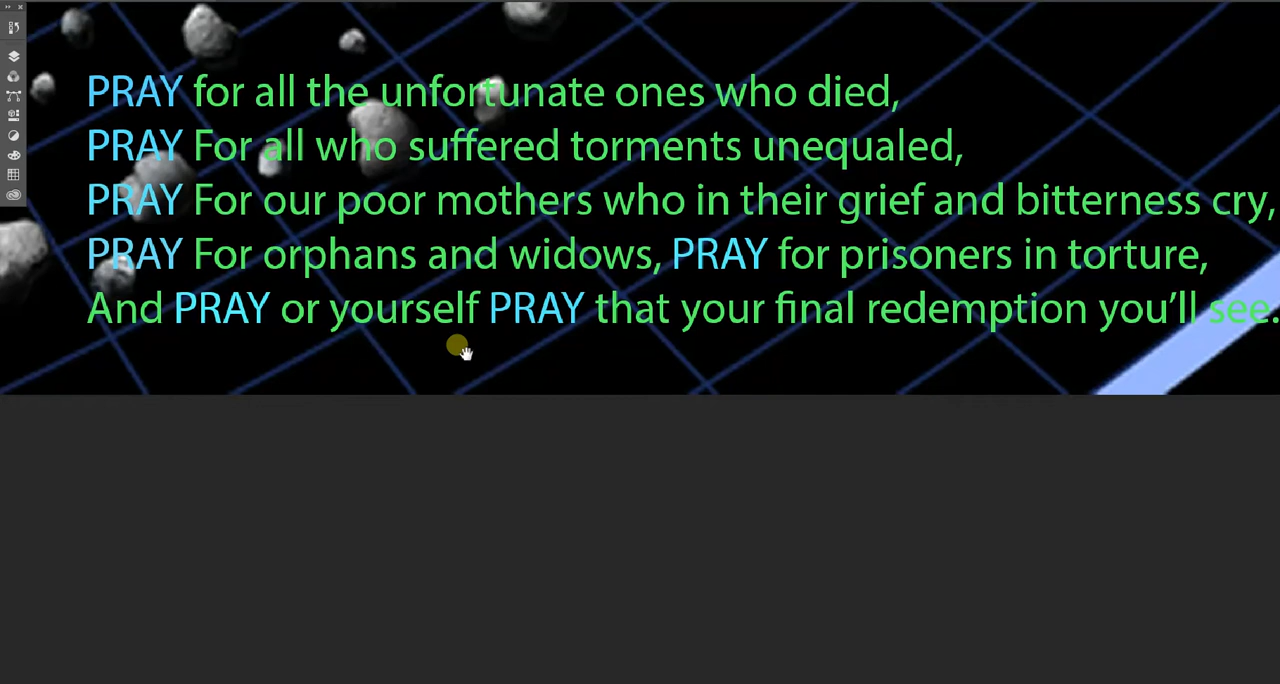 PRAY for all the unfortunate ones who died,
PRAY For all who suffered torments unequaled,
PRAY For our poor mothers who in their grief and bitterness cry,
PRAY For orphans and widows, PRAY for prisoners in torture,
And PRAY or yourself PRAY that your final redemption you’ll see.